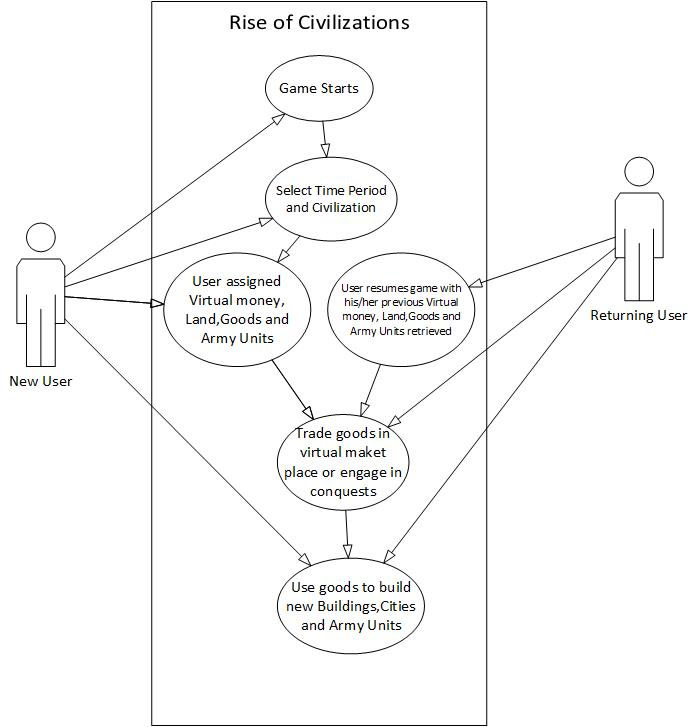 Rise of Civilizations
Game Starts
Select Time Period
and Civilization
User assigned
Virtual money,
Land,Goods and
Army Units
User resumes game with
his/her previous Virtual
money, Land,Goods and
Army Units retrieved
Returning User
New User
Trade goods in
virtual maket
place or engage in
conquests
Use goods to build
new Buildings,Cities
and Army Units